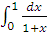 ∫₀¹ dx/(1+x)